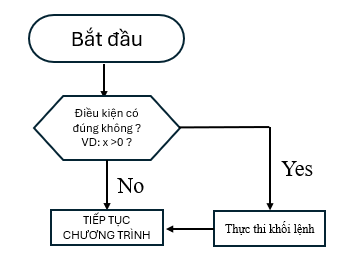 Bắt đầu
Điều kiện có
đúng không ?
VD: x >0 ?
Yes
No
TIẾP TỤC
CHƯƠNG TRÌNH
Thực thi khối lệnh